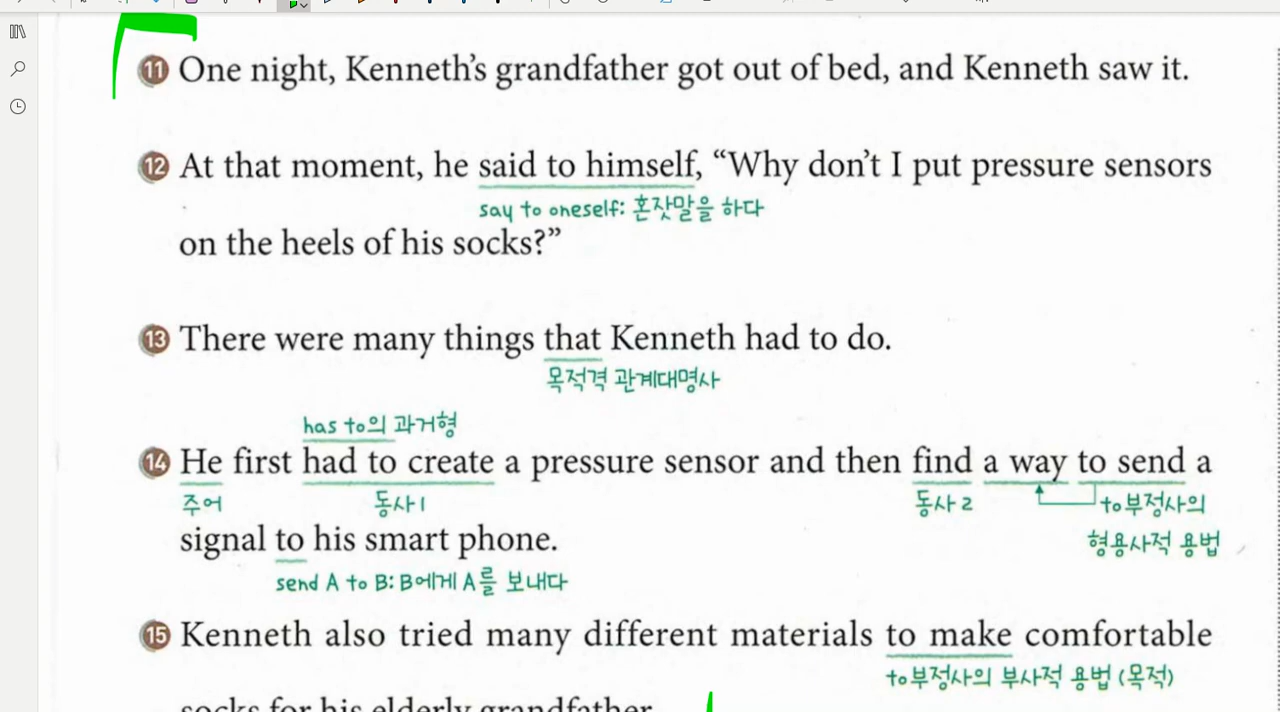 11 One night, Kenneth's grandfather got out of bed, and Kenneth saw it.
12 At that moment, he said to himself, “Why don't I put pressure sensors
say to oneself: 혼잣말을 하다
on the heels of his socks?”
13 There were many things that Kenneth had to do.
목적격 관계대명사
has to의 과거형
14 He first had to create a pressure sensor and then find a way to send a
주어 동사1 동사2 to부정사의
형용사적 용법
signal to his smart phone.
send A to B: B에게 A를 보내다
15 Kenneth also tried many different materials to make comfortable
to부정사의 부사적 용법 (목적)
socks for his elderly grandfather.